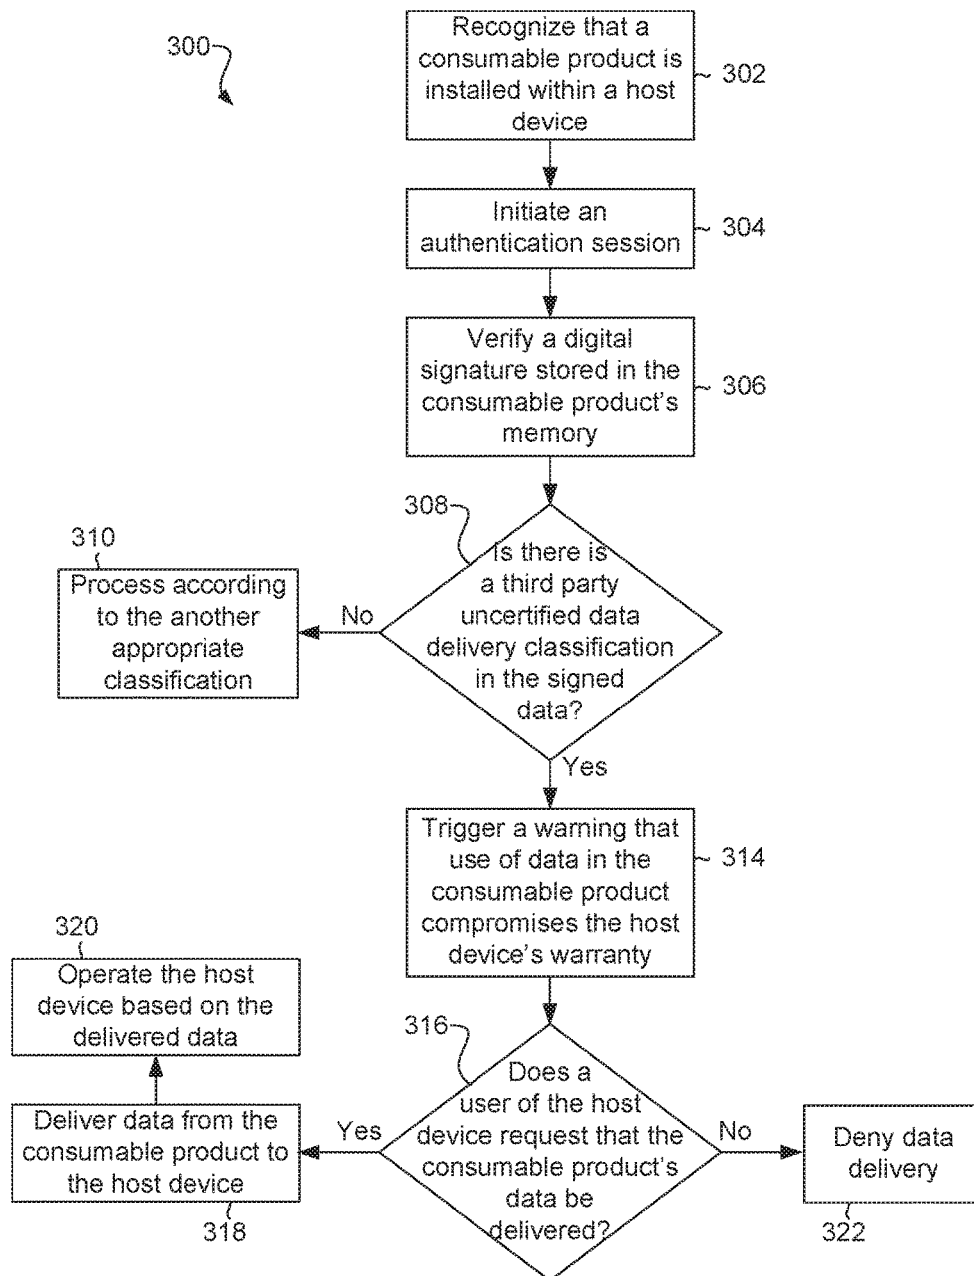 300
Recognize that a
consumable product is
installed within a host
device
302
Initiate an
authentication session
304
Verify a digital
signature stored in the
consumable product's
memory
306
308
Is there is
a third party
uncertified data
delivery classification
in the signed
data?
No
310
Process according
to the another
appropriate
classification
Yes
Trigger a warning that
use of data in the
consumable product
compromises the host
device's warranty
314
316
Does a
user of the host
device request that the
consumable product's
data be
delivered?
Yes
Deliver data from the
consumable product to
the host device
318
320
Operate the host
device based on the
delivered data
No
Deny data
delivery
322